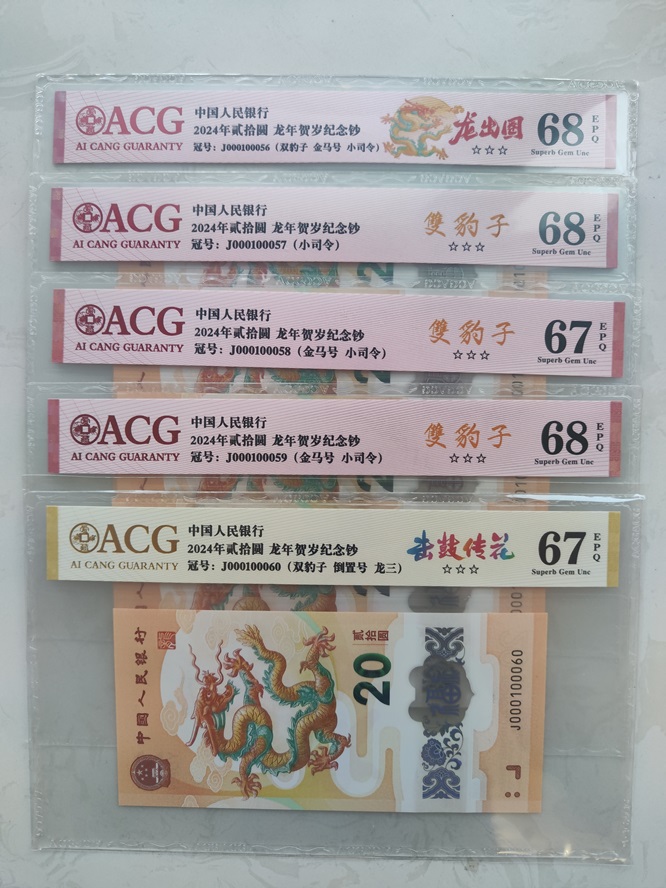 ACG
AI CANG GUARANTY
中国人民银行
2024年贰拾圆 龙年贺岁纪念钞
冠号：J000100056（双豹子 金马号 小司令）
龙出国
☆☆☆
68
EPQ
Superb Gem Unc
ACG
AI CANG GUARANTY
中国人民银行
2024年贰拾圆 龙年贺岁纪念钞
冠号：J000100057（小司令）
雙豹子
☆☆☆
68
EPQ
Superb Gem Unc
ACG
AI CANG GUARANTY
中国人民银行
2024年贰拾圆 龙年贺岁纪念钞
冠号：J000100058（金马号 小司令）
雙豹子
☆☆☆
67
EPQ
Superb Gem Unc
ACG
AI CANG GUARANTY
中国人民银行
2024年贰拾圆 龙年贺岁纪念钞
冠号：J000100059（金马号 小司令）
雙豹子
☆☆☆
68
EPQ
Superb Gem Unc
ACG
AI CANG GUARANTY
中国人民银行
2024年贰拾圆 龙年贺岁纪念钞
冠号：J000100060（双豹子 倒置号 龙三）
击鼓传花
☆☆☆
67
EPQ
Superb Gem Unc
中国人民银行
贰拾圆
20
J000100060